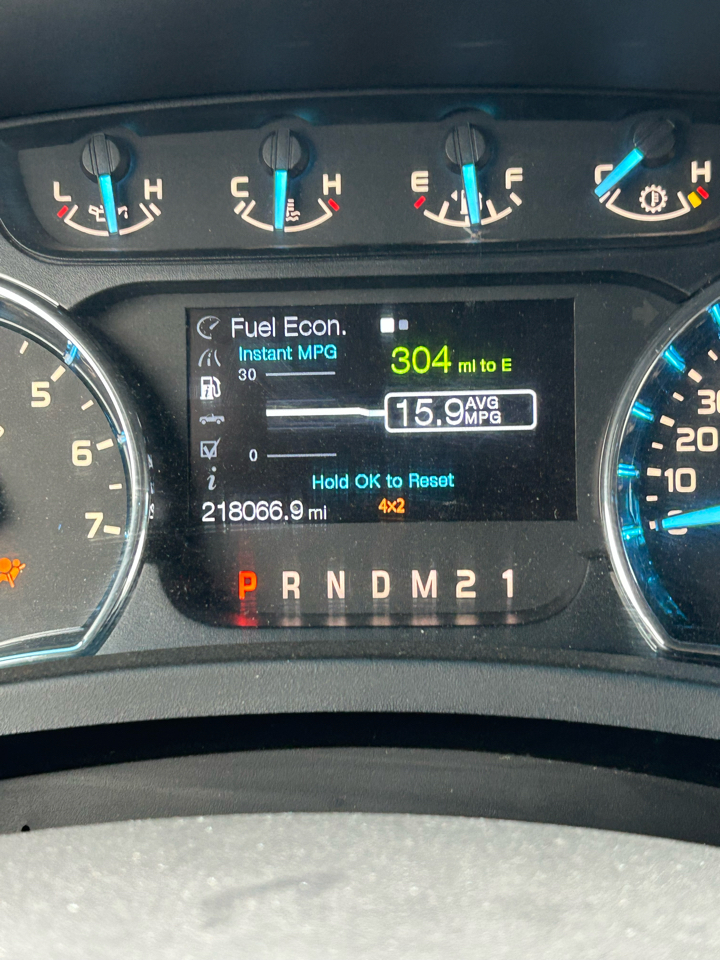 L H C H E F C H
Fuel Econ.
Instant MPG
304 mi to E
30
15.9 AVG MPG
0
Hold OK to Reset
218066.9 mi 4x2
P R N D M 2 1
5
6
7
20
10
0